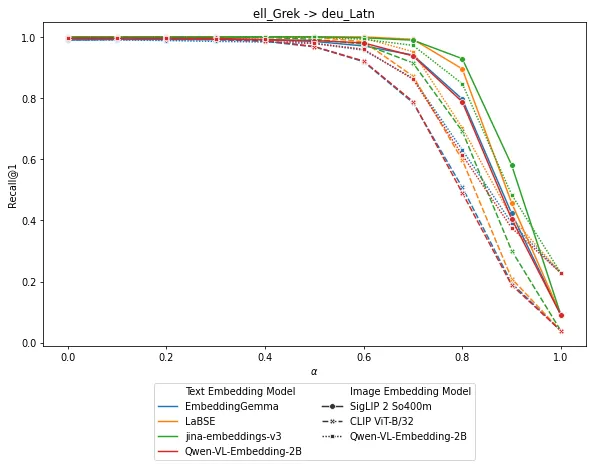 ell_Grek -> deu_Latn
1.0
0.8
0.6
0.4
0.2
0.0
Recall@1
0.0 0.2 0.4 0.6 0.8 1.0
α
Text Embedding Model
EmbeddingGemma
LaBSE
jina-embeddings-v3
Qwen-VL-Embedding-2B
Image Embedding Model
SigLIP 2 So400m
CLIP ViT-B/32
Qwen-VL-Embedding-2B